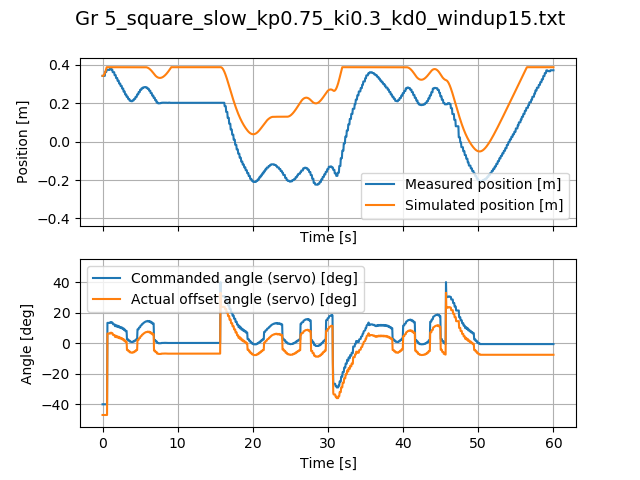 Gr 5_square_slow_kp0.75_ki0.3_kd0_windup15.txt
0.4
0.2
0.0
−0.2
−0.4
Position [m]
Measured position [m]
Simulated position [m]
Time [s]
40
20
0
−20
−40
Angle [deg]
Commanded angle (servo) [deg]
Actual offset angle (servo) [deg]
0 10 20 30 40 50 60
Time [s]